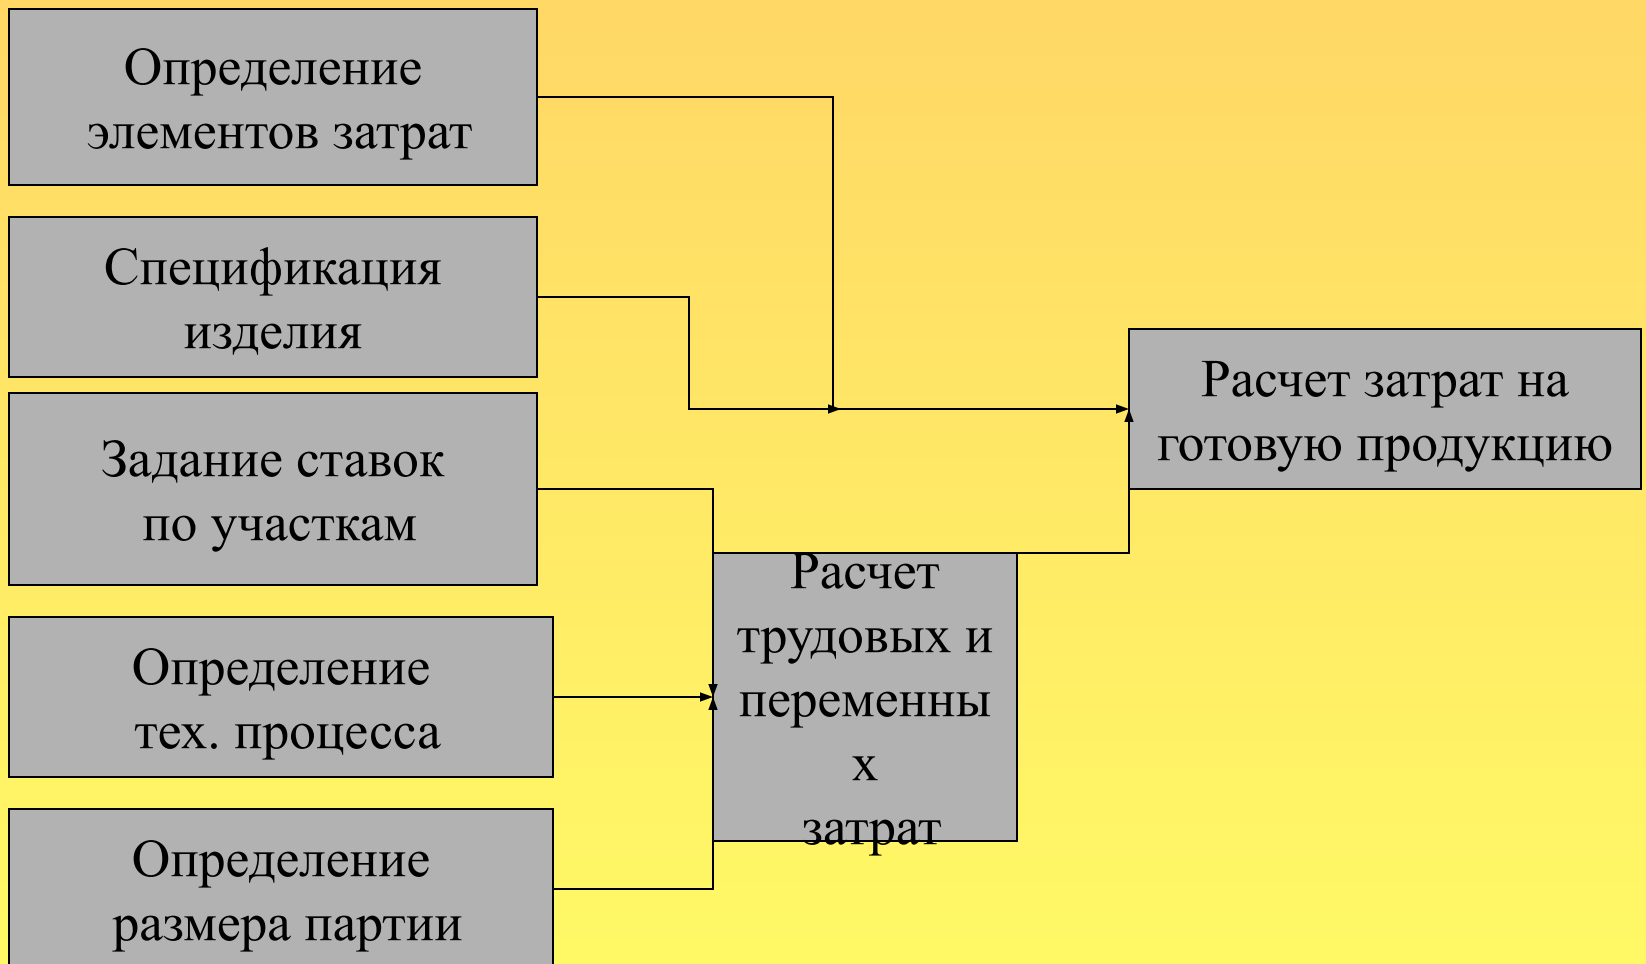 Определение
элементов затрат
Спецификация
изделия
Задание ставок
по участкам
Определение
тех. процесса
Определение
размера партии
Расчет
трудовых и
переменны
х
затрат
Расчет затрат на
готовую продукцию